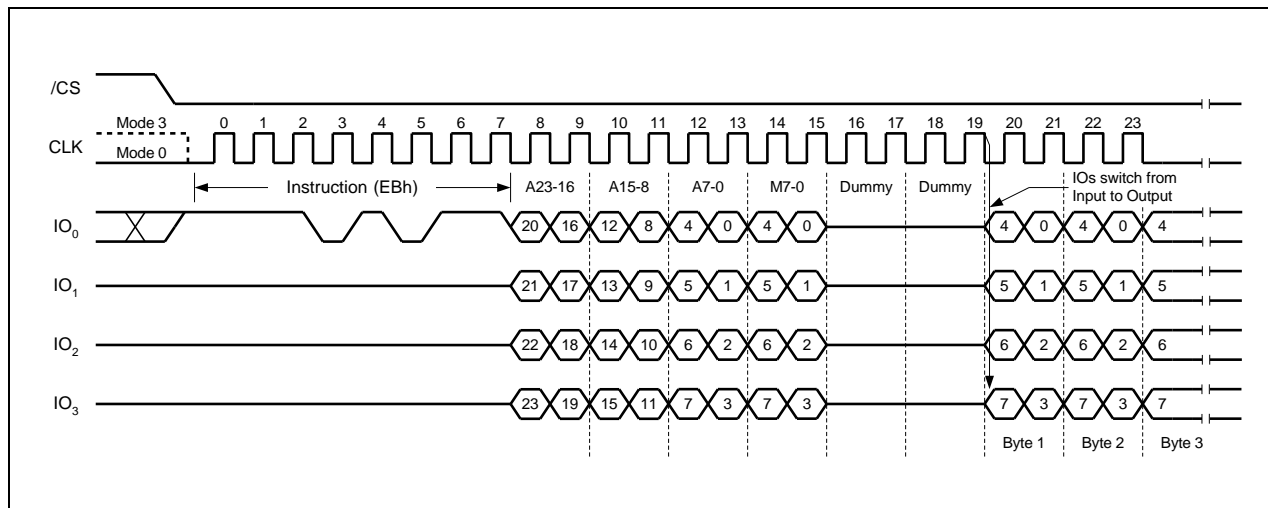 /CS
Mode 3 0 1 2 3 4 5 6 7 8 9 10 11 12 13 14 15 16 17 18 19 20 21 22 23
CLK
Mode 0
Instruction (EBh) A23-16 A15-8 A7-0 M7-0 Dummy Dummy IOs switch from
Input to Output
IO0 20 16 12 8 4 0 4 0 4 0 4 0 4
IO1 21 17 13 9 5 1 5 1 5 1 5 1 5
IO2 22 18 14 10 6 2 6 2 6 2 6 2 6
IO3 23 19 15 11 7 3 7 3 7 3 7 3 7
Byte 1 Byte 2 Byte 3